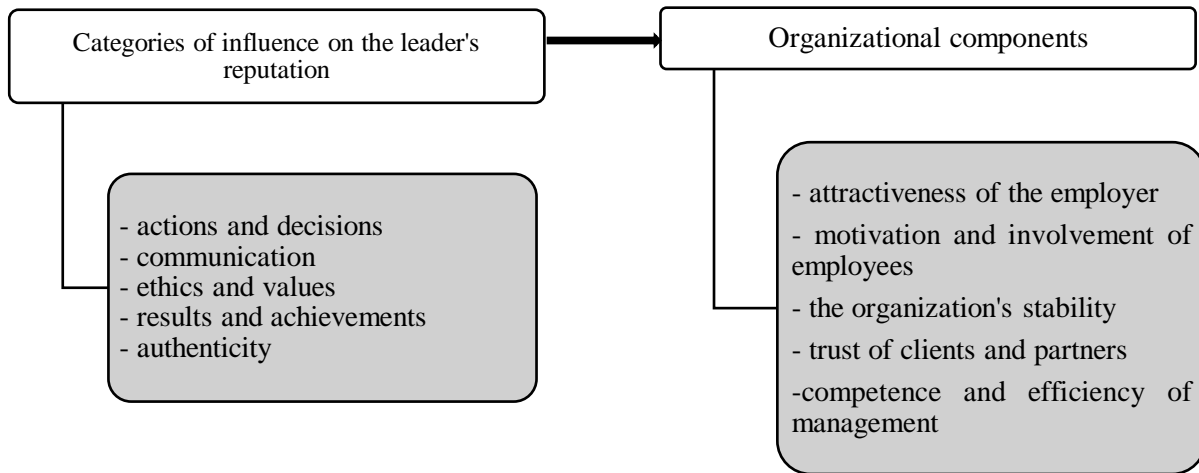 Categories of influence on the leader's
reputation
Organizational components
- actions and decisions
- communication
- ethics and values
- results and achievements
- authenticity
- attractiveness of the employer
- motivation and involvement of
employees
- the organization's stability
- trust of clients and partners
-competence and efficiency of
management